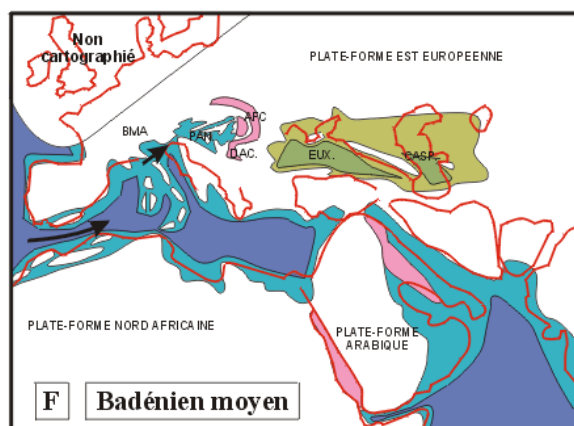 Non
cartographié
PLATE-FORME EST EUROPEENNE
BMA
PAN.
AFC
DAC.
EUX.
CASP.
PLATE-FORME NORD AFRICAINE
PLATE-FORME
ARABIQUE
F
Badénien moyen